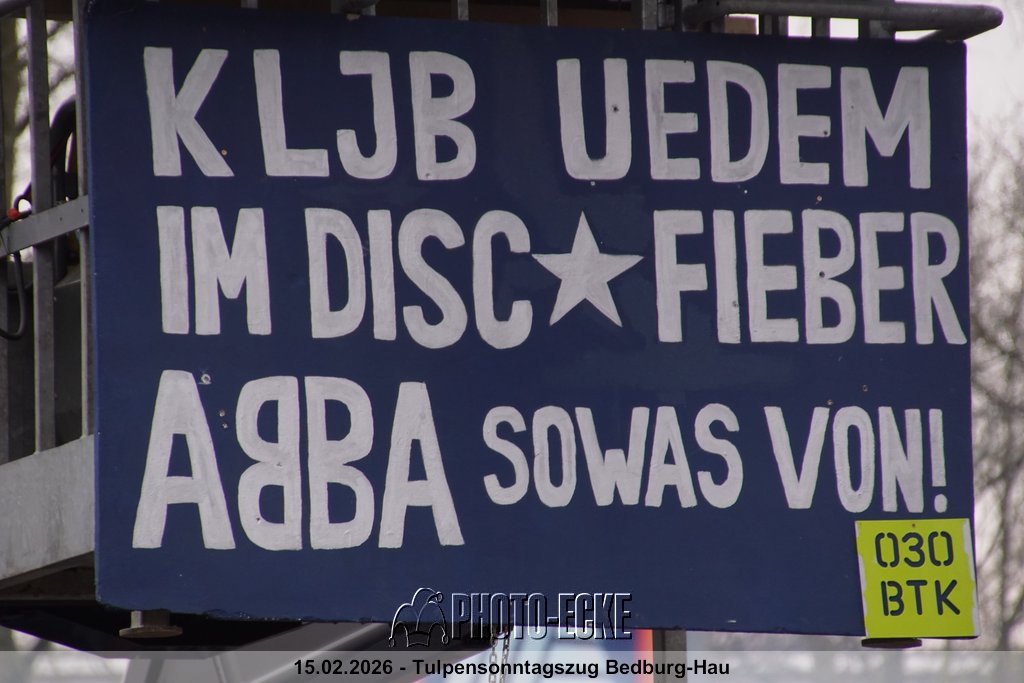 KLJB UEDEM
IM DISC★FIEBER
ABBA SOWAS VON!
030
BTK
PHOTO-ECKE
15.02.2026 - Tulpensonntagszug Bedburg-Hau